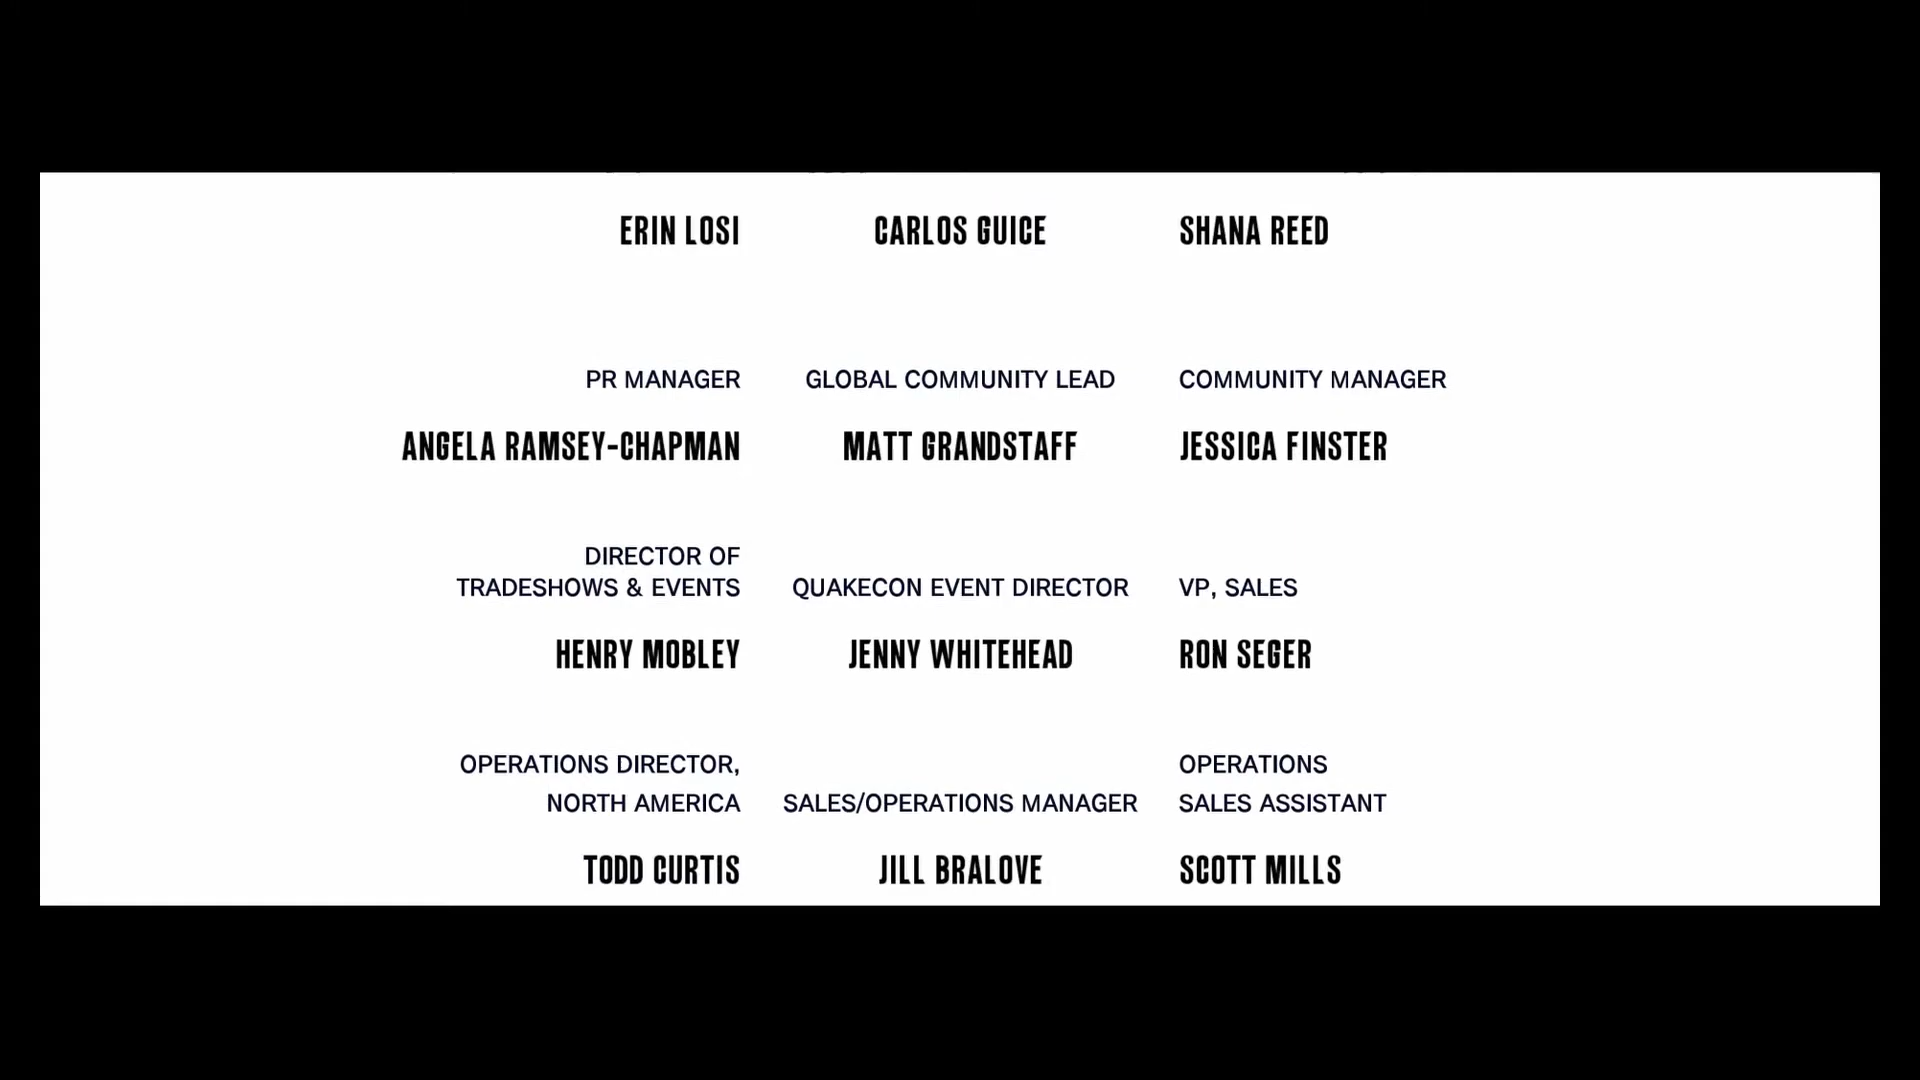 ERIN LOSI CARLOS GUICE SHANA REED
PR MANAGER GLOBAL COMMUNITY LEAD COMMUNITY MANAGER
ANGELA RAMSEY-CHAPMAN MATT GRANDSTAFF JESSICA FINSTER
DIRECTOR OF
TRADESHOWS & EVENTS QUAKECON EVENT DIRECTOR VP, SALES
HENRY MOBLEY JENNY WHITEHEAD RON SEGER
OPERATIONS DIRECTOR, OPERATIONS
NORTH AMERICA SALES/OPERATIONS MANAGER SALES ASSISTANT
TODD CURTIS JILL BRALOVE SCOTT MILLS